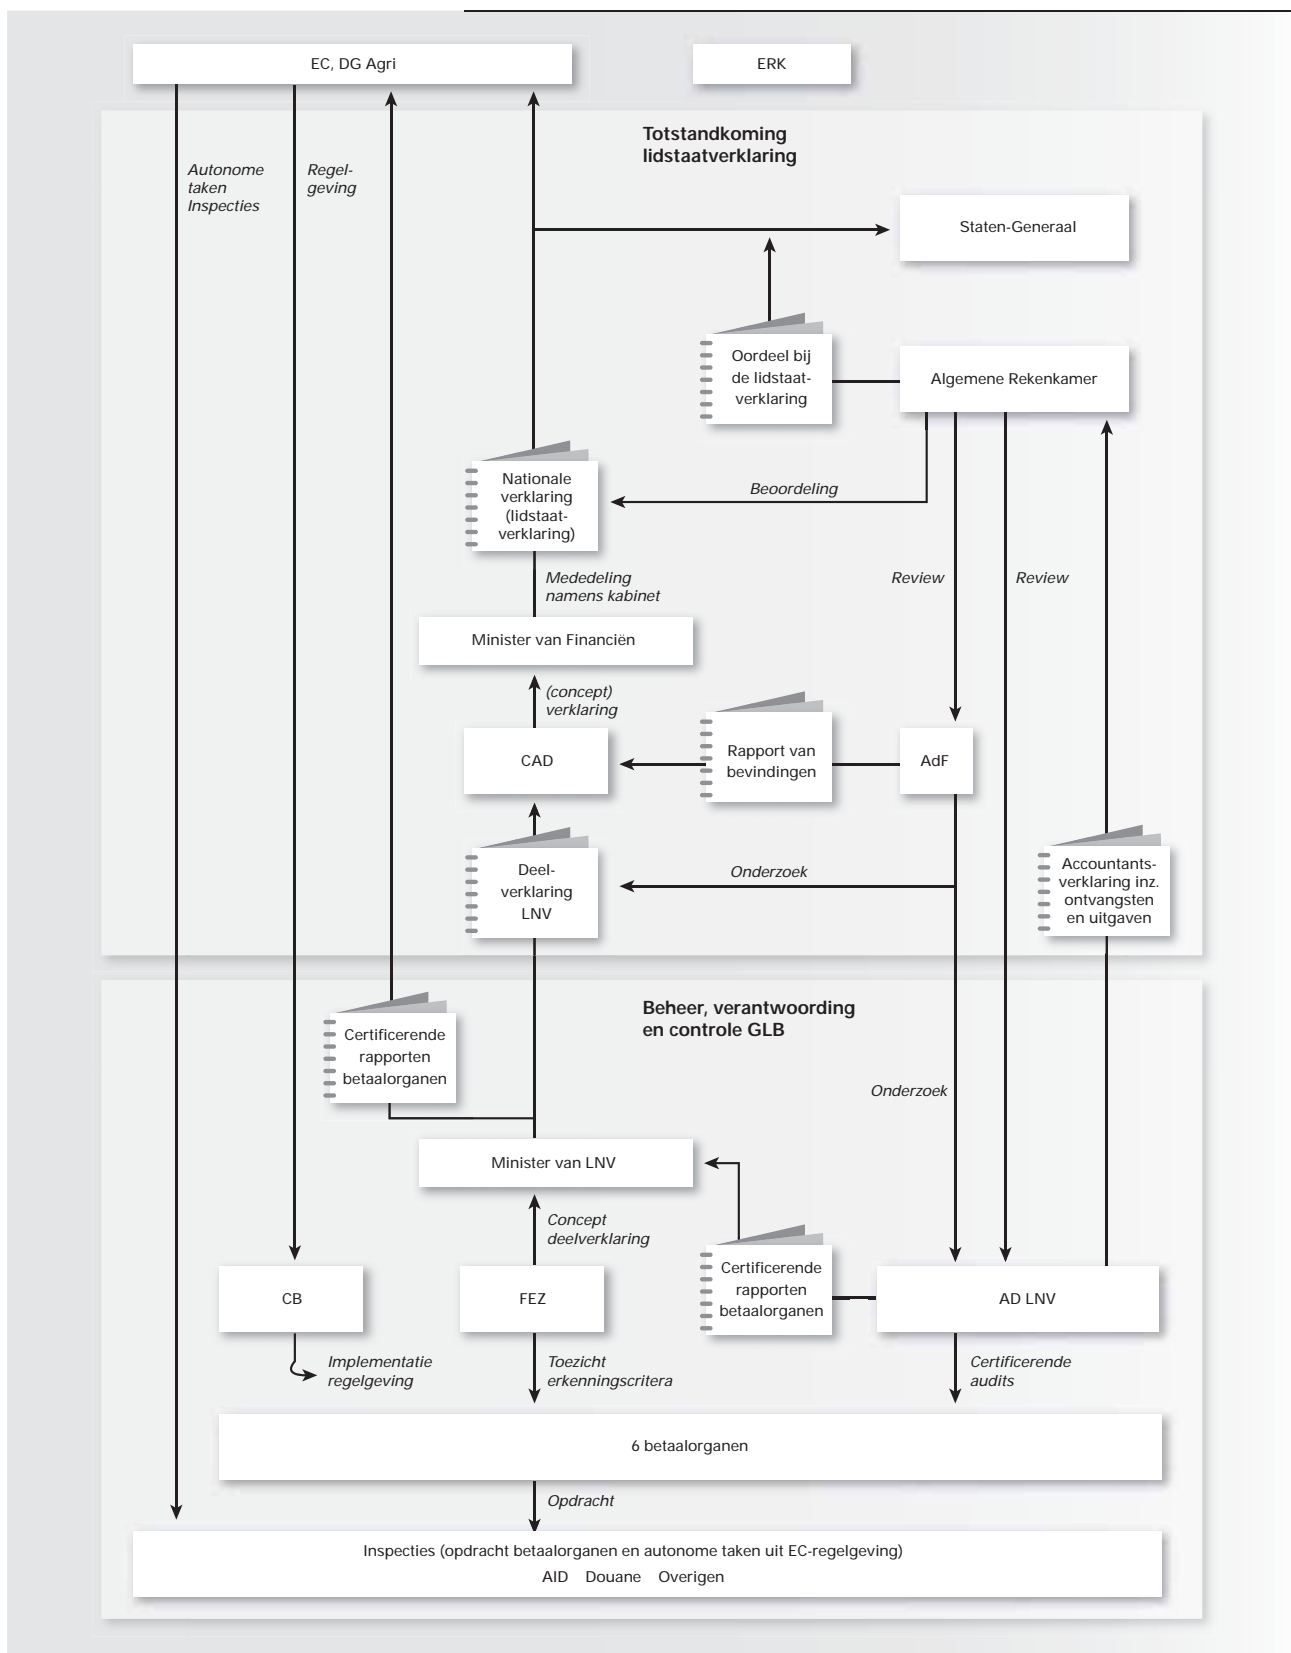 EC, DG Agri
ERK
Totstandkoming
lidstaatverklaring
Autonome
taken
Inspecties
Regel-
geving
Staten-Generaal
Oordeel bij
de lidstaat-
verklaring
Algemene Rekenkamer
Nationale
verklaring
(lidstaat-
verklaring)
Beoordeling
Mededeling
namens kabinet
Review
Review
Minister van Financiën
(concept)
verklaring
CAD
Rapport van
bevindingen
AdF
Deel-
verklaring
LNV
Onderzoek
Accountants-
verklaring inz.
ontvangsten
en uitgaven
Beheer, verantwoording
en controle GLB
Certificerende
rapporten
betaalorganen
Onderzoek
Minister van LNV
Concept
deelverklaring
CB
FEZ
Certificerende
rapporten
betaalorganen
AD LNV
Implementatie
regelgeving
Toezicht
erkenningscritera
Certificerende
audits
6 betaalorganen
Opdracht
Inspecties (opdracht betaalorganen en autonome taken uit EC-regelgeving)
AID Douane Overigen